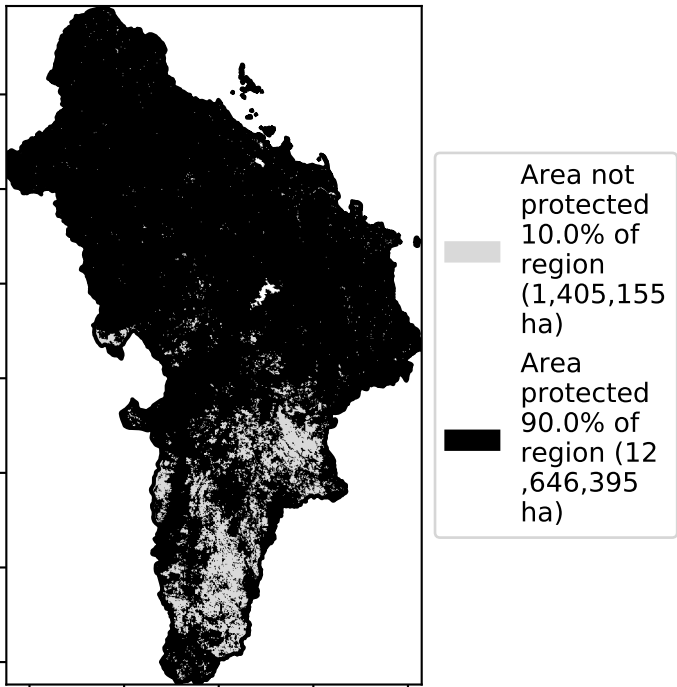 Area not
protected
10.0% of
region
(1,405,155
ha)
Area
protected
90.0% of
region (12
,646,395
ha)